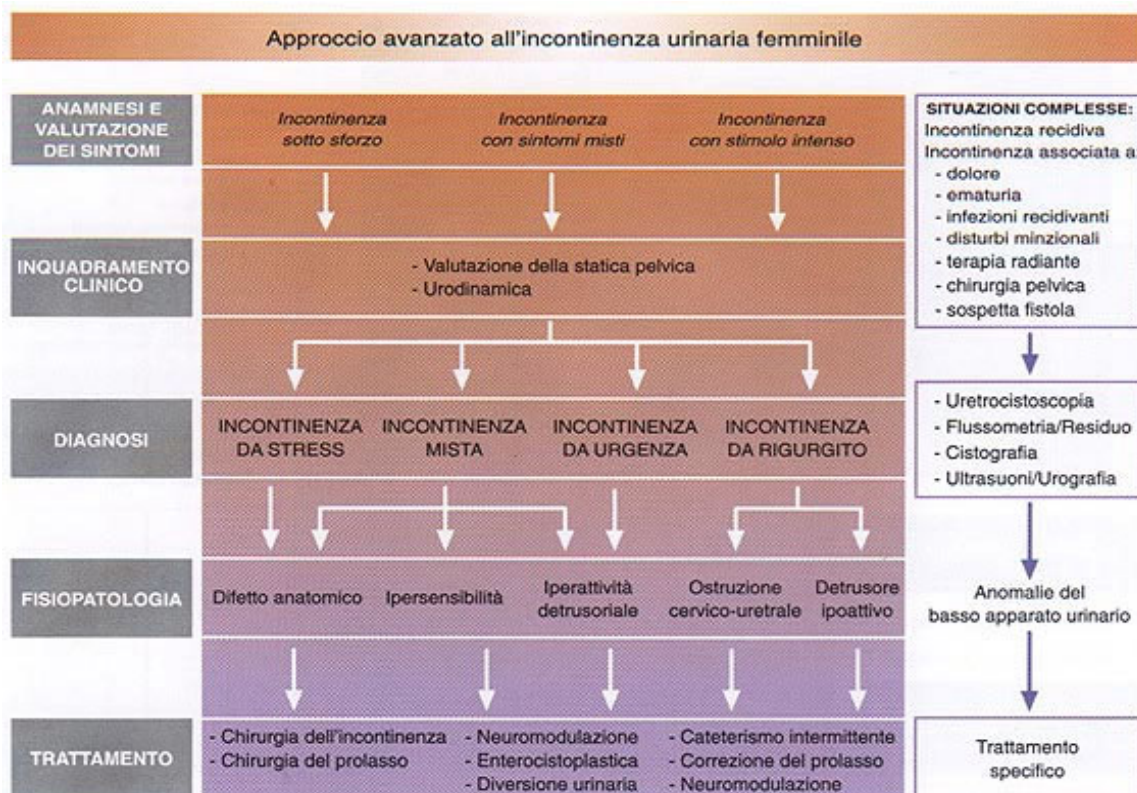 Approccio avanzato all'incontinenza urinaria femminile
ANAMNESI E
VALUTAZIONE
DEI SINTOMI
Incontinenza
sotto sforzo
Incontinenza
con sintomi misti
Incontinenza
con stimolo intenso
SITUAZIONI COMPLESSE:
Incontinenza recidiva
Incontinenza associata a
- dolore
- ematuria
- infezioni recidivanti
- disturbi minzionali
- terapia radiante
- chirurgia pelvica
- sospetta fistola
INQUADRAMENTO
CLINICO
- Valutazione della statica pelvica
- Urodinamica
DIAGNOSI
INCONTINENZA
DA STRESS
INCONTINENZA
MISTA
INCONTINENZA
DA URGENZA
INCONTINENZA
DA RIGURGITO
- Uretrocistoscopia
- Flussometria/Residuo
- Cistografia
- Ultrasuoni/Urografia
FISIOPATOLOGIA
Difetto anatomico
Ipersensibilità
Iperattività
detrusoriale
Ostruzione
cervico-uretrale
Detrusore
ipoattivo
Anomalie del
basso apparato urinario
TRATTAMENTO
- Chirurgia dell'incontinenza
- Chirurgia del prolasso
- Neuromodulazione
- Enterocistoplastica
- Diversione urinaria
- Cateterismo intermittente
- Correzione del prolasso
- Neuromodulazione
Trattamento
specifico